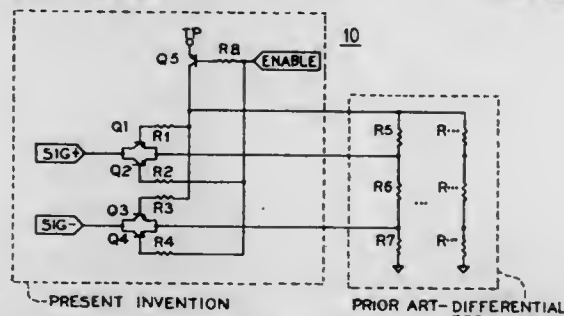 TP
10
R8
ENABLE
Q5
Q1
R1
R5
R...
SIG+
Q2
R2
R6
...
R...
Q3
R3
SIG-
Q4
R4
R7
R...
PRESENT INVENTION
PRIOR ART-DIFFERENTIAL